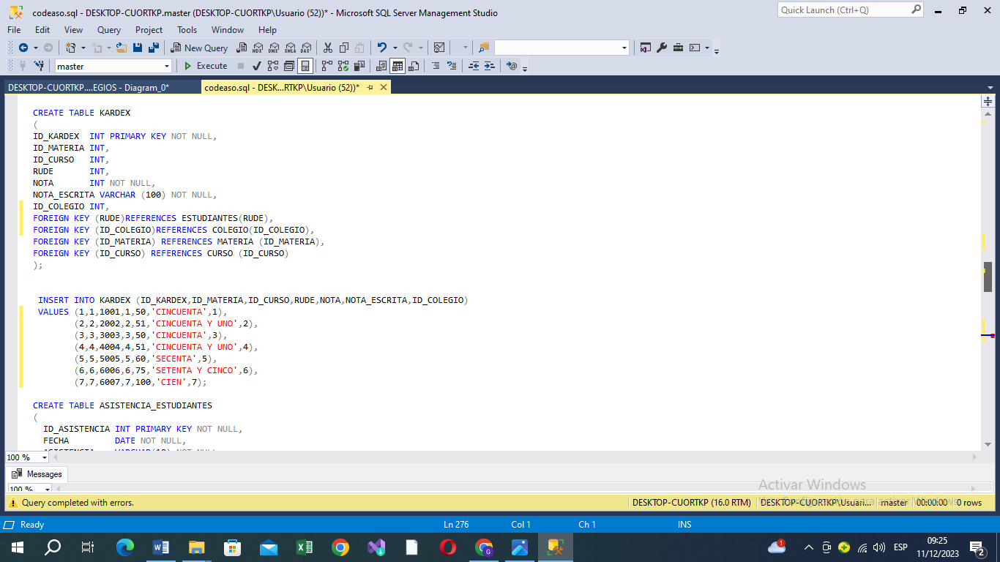 codeaso.sql - DESKTOP-CUORTKP.master (DESKTOP-CUORTKP\Usuario (52))* - Microsoft SQL Server Management Studio
Quick Launch (Ctrl+Q)
File Edit View Query Project Tools Window Help
New Query MDX DMX XMLA DAX
master Execute
DESKTOP-CUORTKP....EGIOS - Diagram_0* codeaso.sql - DESK...RTKP\Usuario (52))*
CREATE TABLE KARDEX
(
ID_KARDEX INT PRIMARY KEY NOT NULL,
ID_MATERIA INT,
ID_CURSO INT,
RUDE INT,
NOTA INT NOT NULL,
NOTA_ESCRITA VARCHAR (100) NOT NULL,
ID_COLEGIO INT,
FOREIGN KEY (RUDE)REFERENCES ESTUDIANTES(RUDE),
FOREIGN KEY (ID_COLEGIO)REFERENCES COLEGIO(ID_COLEGIO),
FOREIGN KEY (ID_MATERIA) REFERENCES MATERIA (ID_MATERIA),
FOREIGN KEY (ID_CURSO) REFERENCES CURSO (ID_CURSO)
);
INSERT INTO KARDEX (ID_KARDEX,ID_MATERIA,ID_CURSO,RUDE,NOTA,NOTA_ESCRITA,ID_COLEGIO)
VALUES (1,1,1001,1,50,'CINCUENTA',1),
(2,2,2002,2,51,'CINCUENTA Y UNO',2),
(3,3,3003,3,50,'CINCUENTA',3),
(4,4,4004,4,51,'CINCUENTA Y UNO',4),
(5,5,5005,5,60,'SECENTA',5),
(6,6,6006,6,75,'SETENTA Y CINCO',6),
(7,7,6007,7,100,'CIEN',7);
CREATE TABLE ASISTENCIA_ESTUDIANTES
(
ID_ASISTENCIA INT PRIMARY KEY NOT NULL,
FECHA DATE NOT NULL,
100 %
Messages
100 %
Activar Windows
Query completed with errors. DESKTOP-CUORTKP (16.0 RTM) DESKTOP-CUORTKP\Usuari... master 00:00:00 0 rows
Ready Ln 276 Col 1 Ch 1 INS
1 ESP 09:25
11/12/2023 2